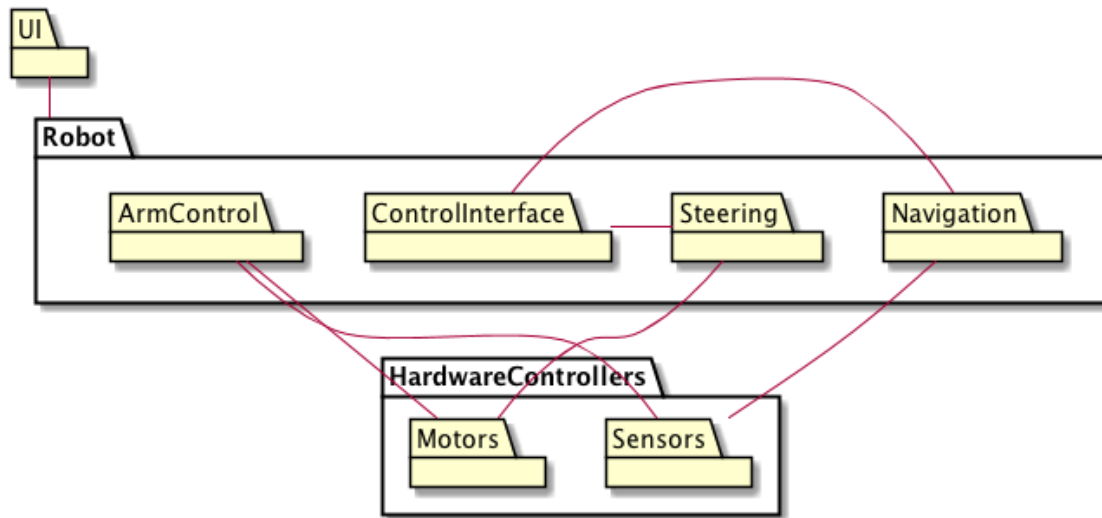 UI
Robot
ArmControl
ControlInterface
Steering
Navigation
HardwareControllers
Motors
Sensors